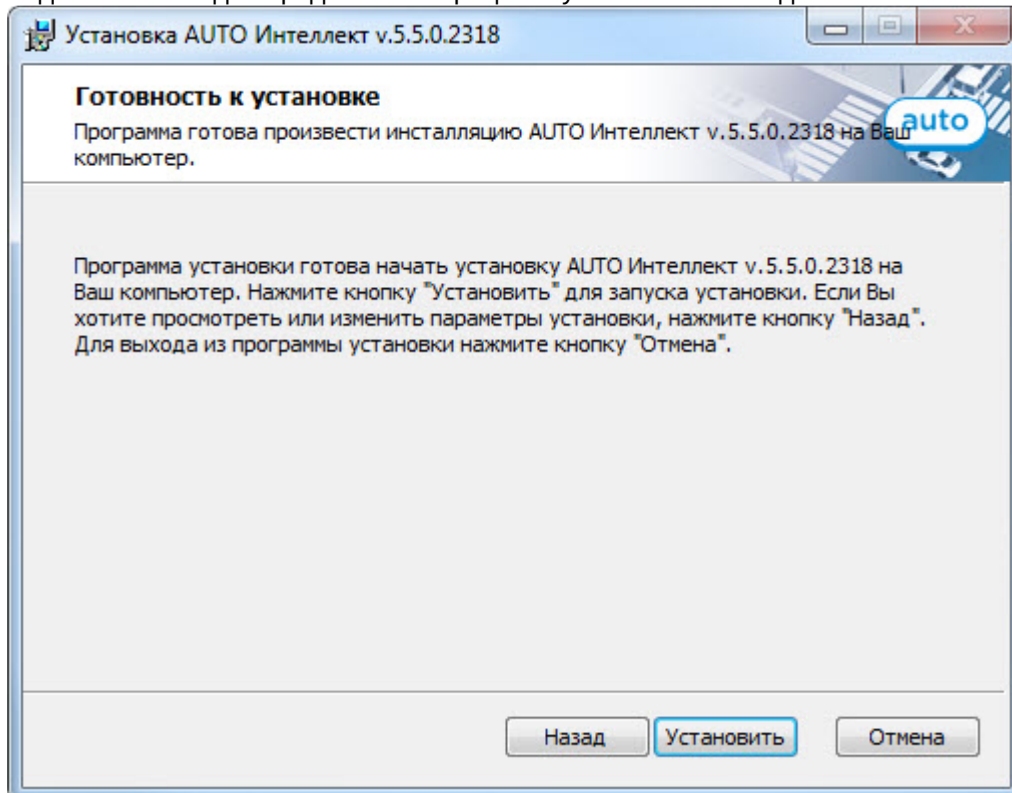 Установка AUTO Интеллект v.5.5.0.2318
Готовность к установке
Программа готова произвести инсталляцию AUTO Интеллект v.5.5.0.2318 на Ваш
компьютер.
auto
Программа установки готова начать установку AUTO Интеллект v.5.5.0.2318 на
Ваш компьютер. Нажмите кнопку "Установить" для запуска установки. Если Вы
хотите просмотреть или изменить параметры установки, нажмите кнопку "Назад".
Для выхода из программы установки нажмите кнопку "Отмена".
Назад
Установить
Отмена